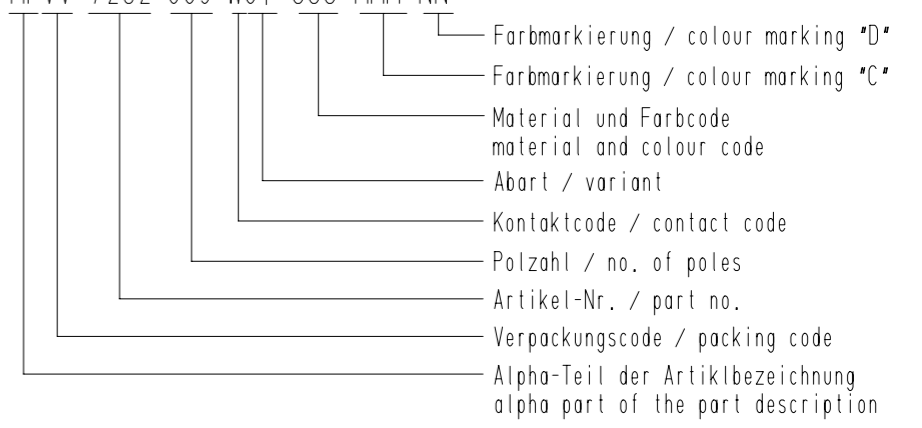 Farbmarkierung / colour marking "D"
Farbmarkierung / colour marking "C"
Material und Farbcode
material and colour code
Abart / variant
Kontaktcode / contact code
Polzahl / no. of poles
Artikel-Nr. / part no.
Verpackungscode / packing code
Alpha-Teil der Artiklbezeichnung
alpha part of the part description